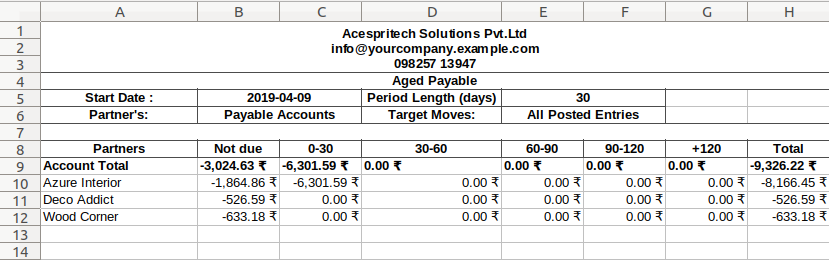 A B C D E F G H
1 Acespritech Solutions Pvt.Ltd
2 info@yourcompany.example.com
3 098257 13947
4 Aged Payable
5 Start Date : 2019-04-09 Period Length (days) 30
6 Partner's: Payable Accounts Target Moves: All Posted Entries
7
8 Partners Not due 0-30 30-60 60-90 90-120 +120 Total
9 Account Total -3,024.63 ₹ -6,301.59 ₹ 0.00 ₹ 0.00 ₹ 0.00 ₹ 0.00 ₹ -9,326.22 ₹
10 Azure Interior -1,864.86 ₹ -6,301.59 ₹ 0.00 ₹ 0.00 ₹ 0.00 ₹ 0.00 ₹ -8,166.45 ₹
11 Deco Addict -526.59 ₹ 0.00 ₹ 0.00 ₹ 0.00 ₹ 0.00 ₹ 0.00 ₹ -526.59 ₹
12 Wood Corner -633.18 ₹ 0.00 ₹ 0.00 ₹ 0.00 ₹ 0.00 ₹ 0.00 ₹ -633.18 ₹
13
14